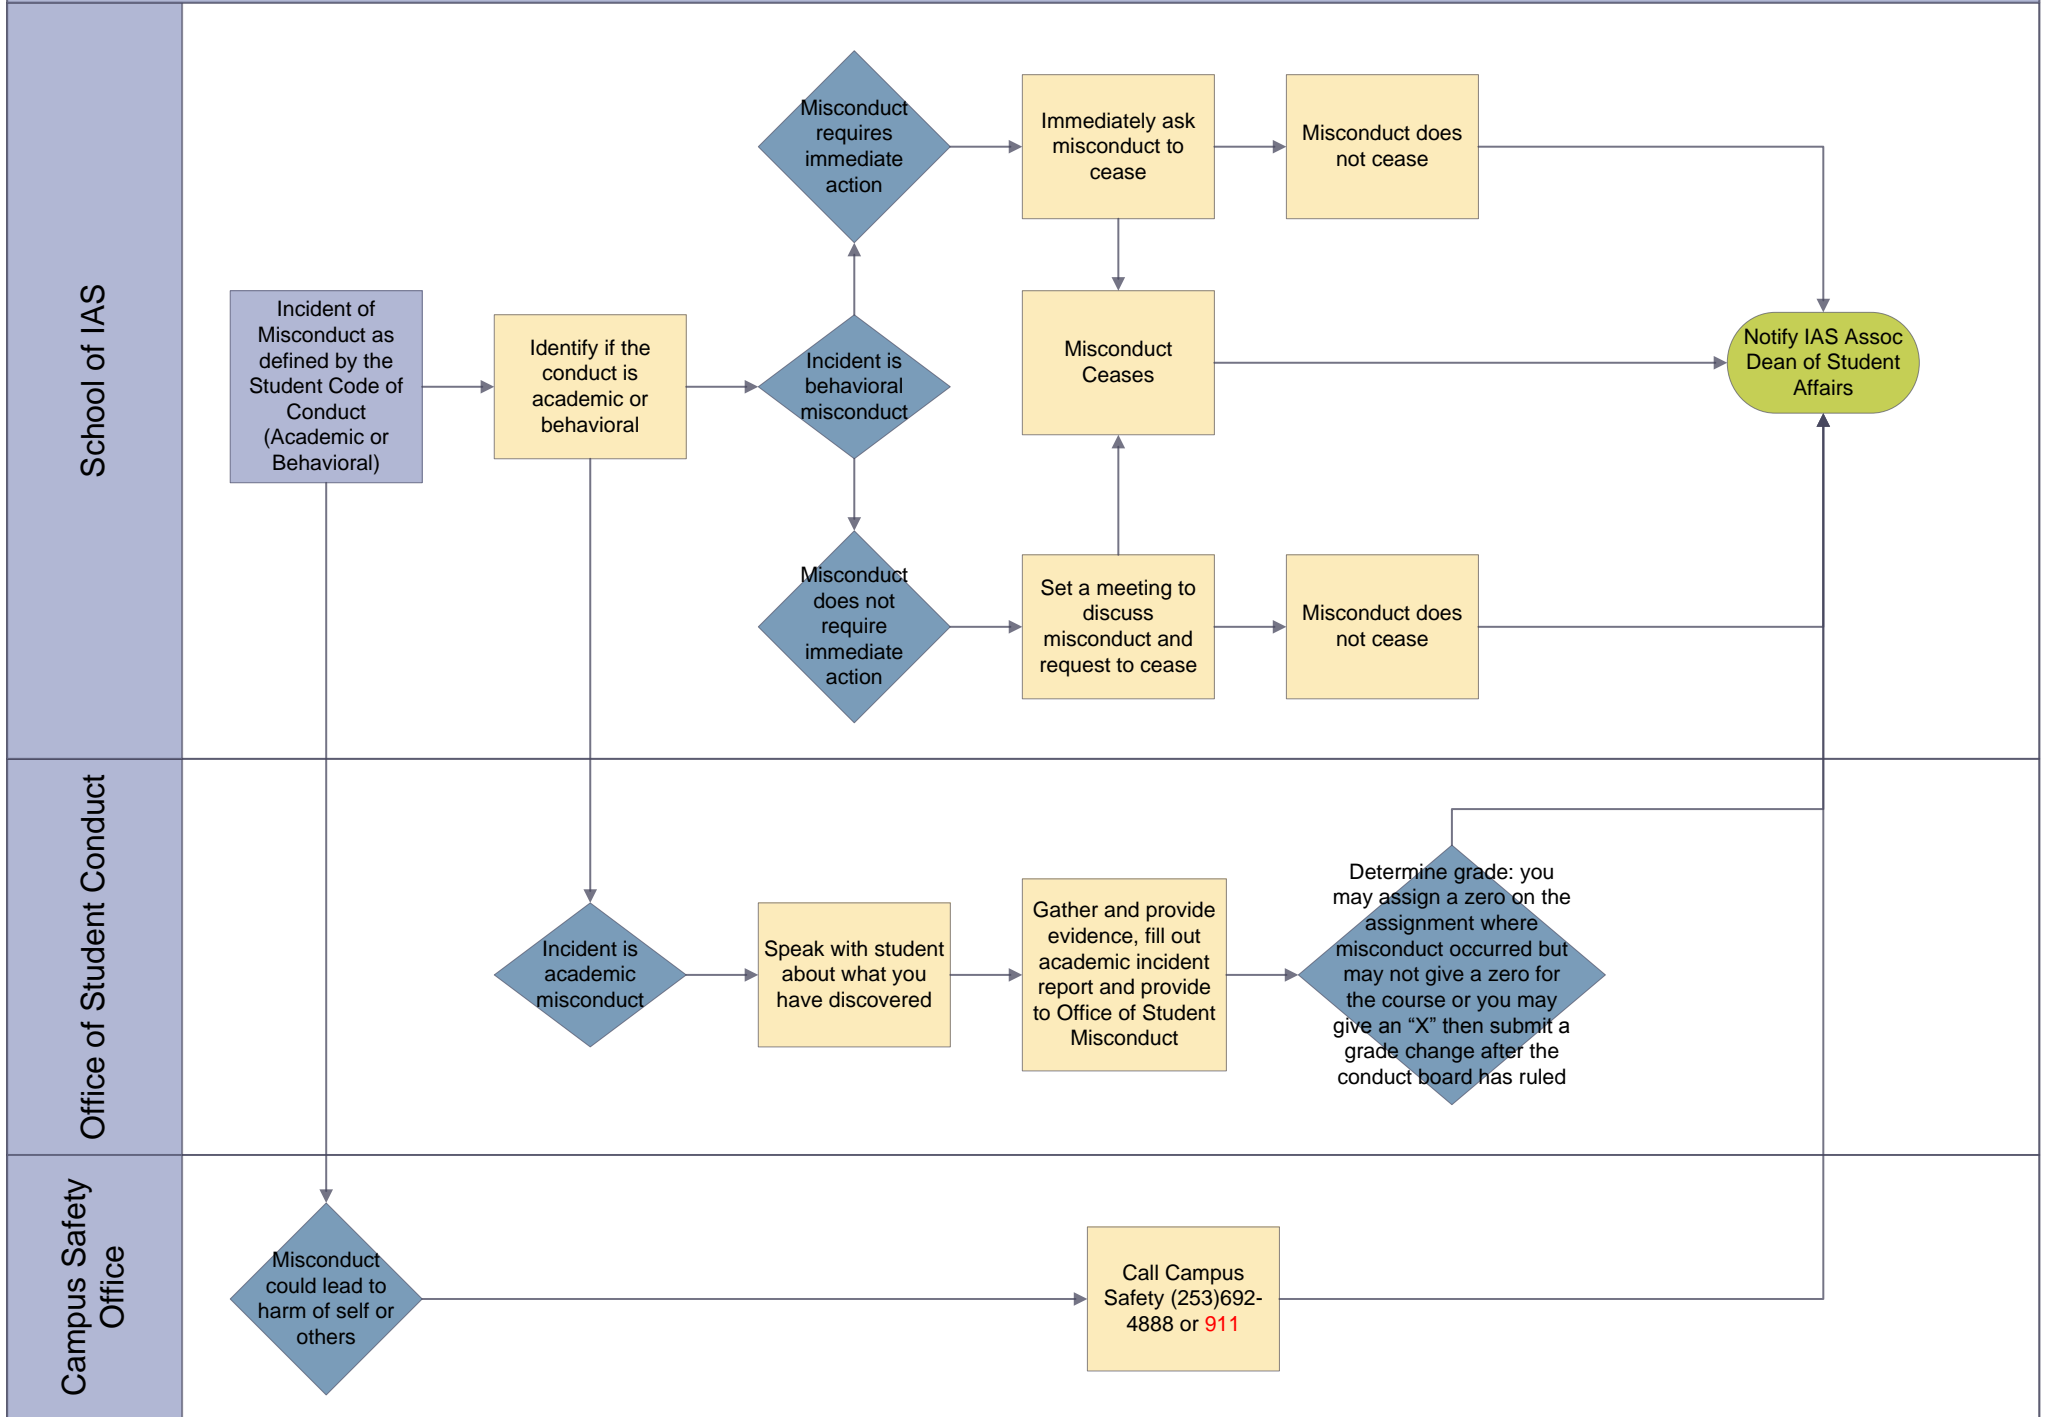 School of IAS
Incident of
Misconduct as
defined by the
Student Code of
Conduct
(Academic or
Behavioral)
Identify if the
conduct is
academic or
behavioral
Incident is
behavioral
misconduct
Misconduct
requires
immediate
action
Immediately ask
misconduct to
cease
Misconduct does
not cease
Misconduct
Ceases
Notify IAS Assoc
Dean of Student
Affairs
Misconduct
does not
require
immediate
action
Set a meeting to
discuss
misconduct and
request to cease
Misconduct does
not cease
Office of Student Conduct
Incident is
academic
misconduct
Speak with student
about what you
have discovered
Gather and provide
evidence, fill out
academic incident
report and provide
to Office of Student
Misconduct
Determine grade: you
may assign a zero on the
assignment where
misconduct occurred but
may not give a zero for
the course or you may
give an “X” then submit a
grade change after the
conduct board has ruled
Campus Safety
Office
Misconduct
could lead to
harm of self or
others
Call Campus
Safety (253)692-
4888 or 911